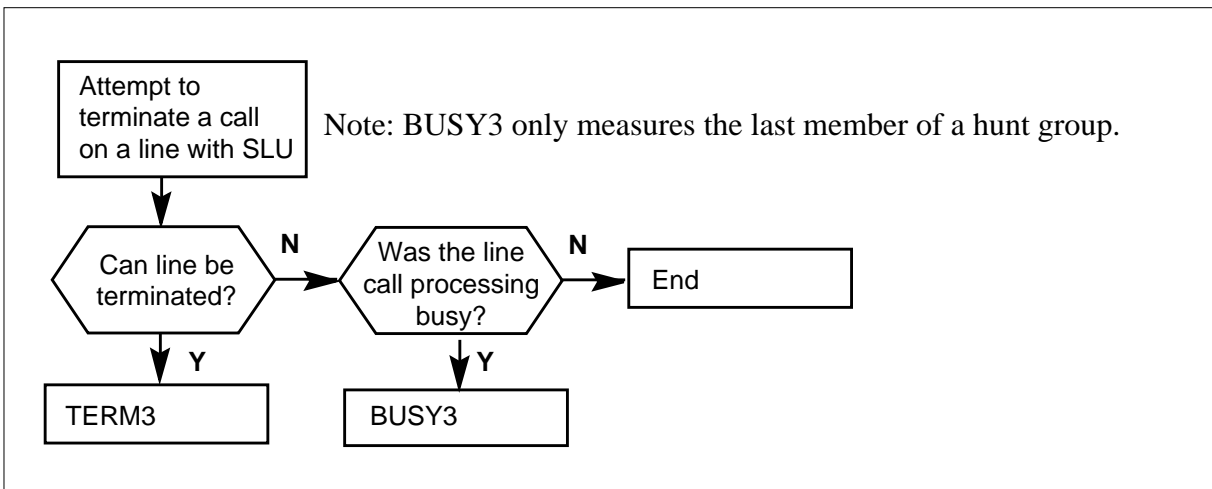 Attempt to
terminate a call
on a line with SLU
Note: BUSY3 only measures the last member of a hunt group.
Can line be
terminated?
N
Was the line
call processing
busy?
N
End
Y
Y
TERM3
BUSY3